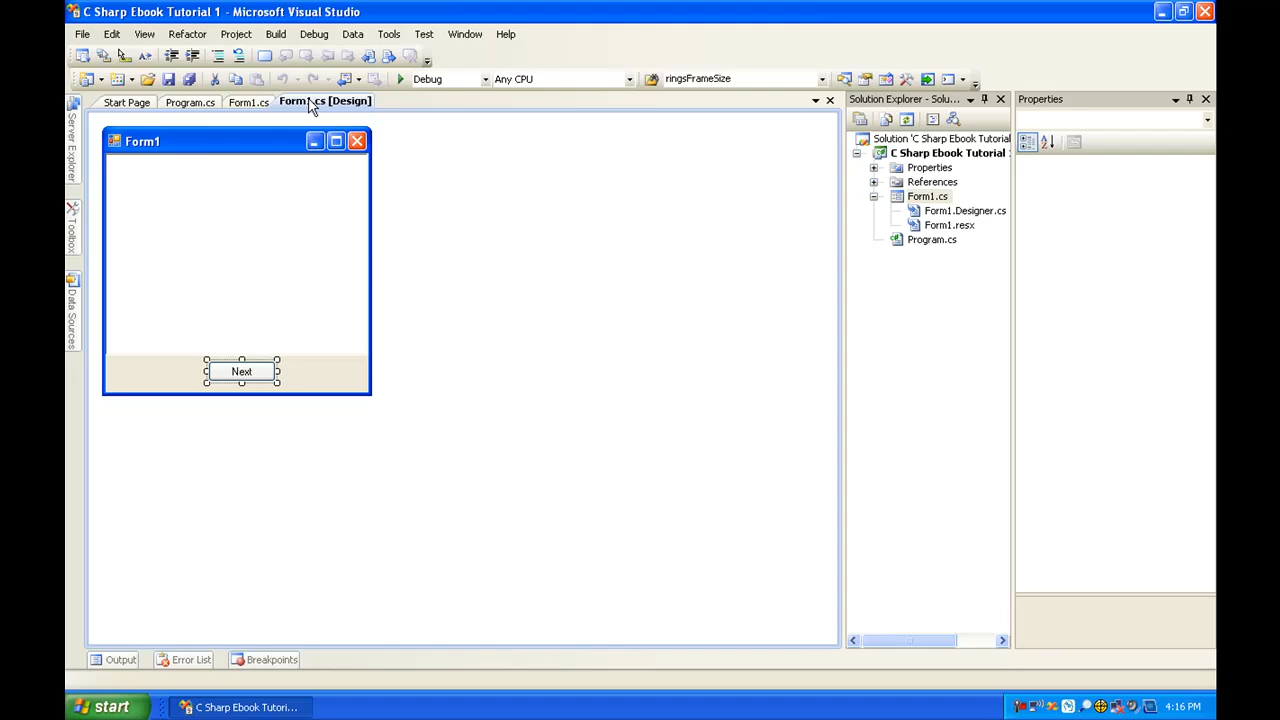 C Sharp Ebook Tutorial 1 - Microsoft Visual Studio
File Edit View Refactor Project Build Debug Data Tools Test Window Help
Debug Any CPU ringsFrameSize
Start Page Program.cs Form1.cs Form1.cs [Design]
Solution Explorer - Solu...
Properties
Server Explorer
Toolbox
Data Sources
Form1
Next
Solution 'C Sharp Ebook Tutorial
C Sharp Ebook Tutorial
Properties
References
Form1.cs
Form1.Designer.cs
Form1.resx
Program.cs
Output Error List Breakpoints
start C Sharp Ebook Tutori... 4:16 PM